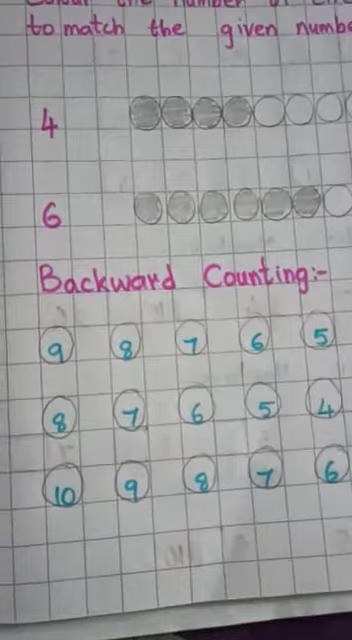 to match the given numbe
4
6
Backward Counting:-
9 8 7 6 5
8 7 6 5 4
10 9 8 7 6